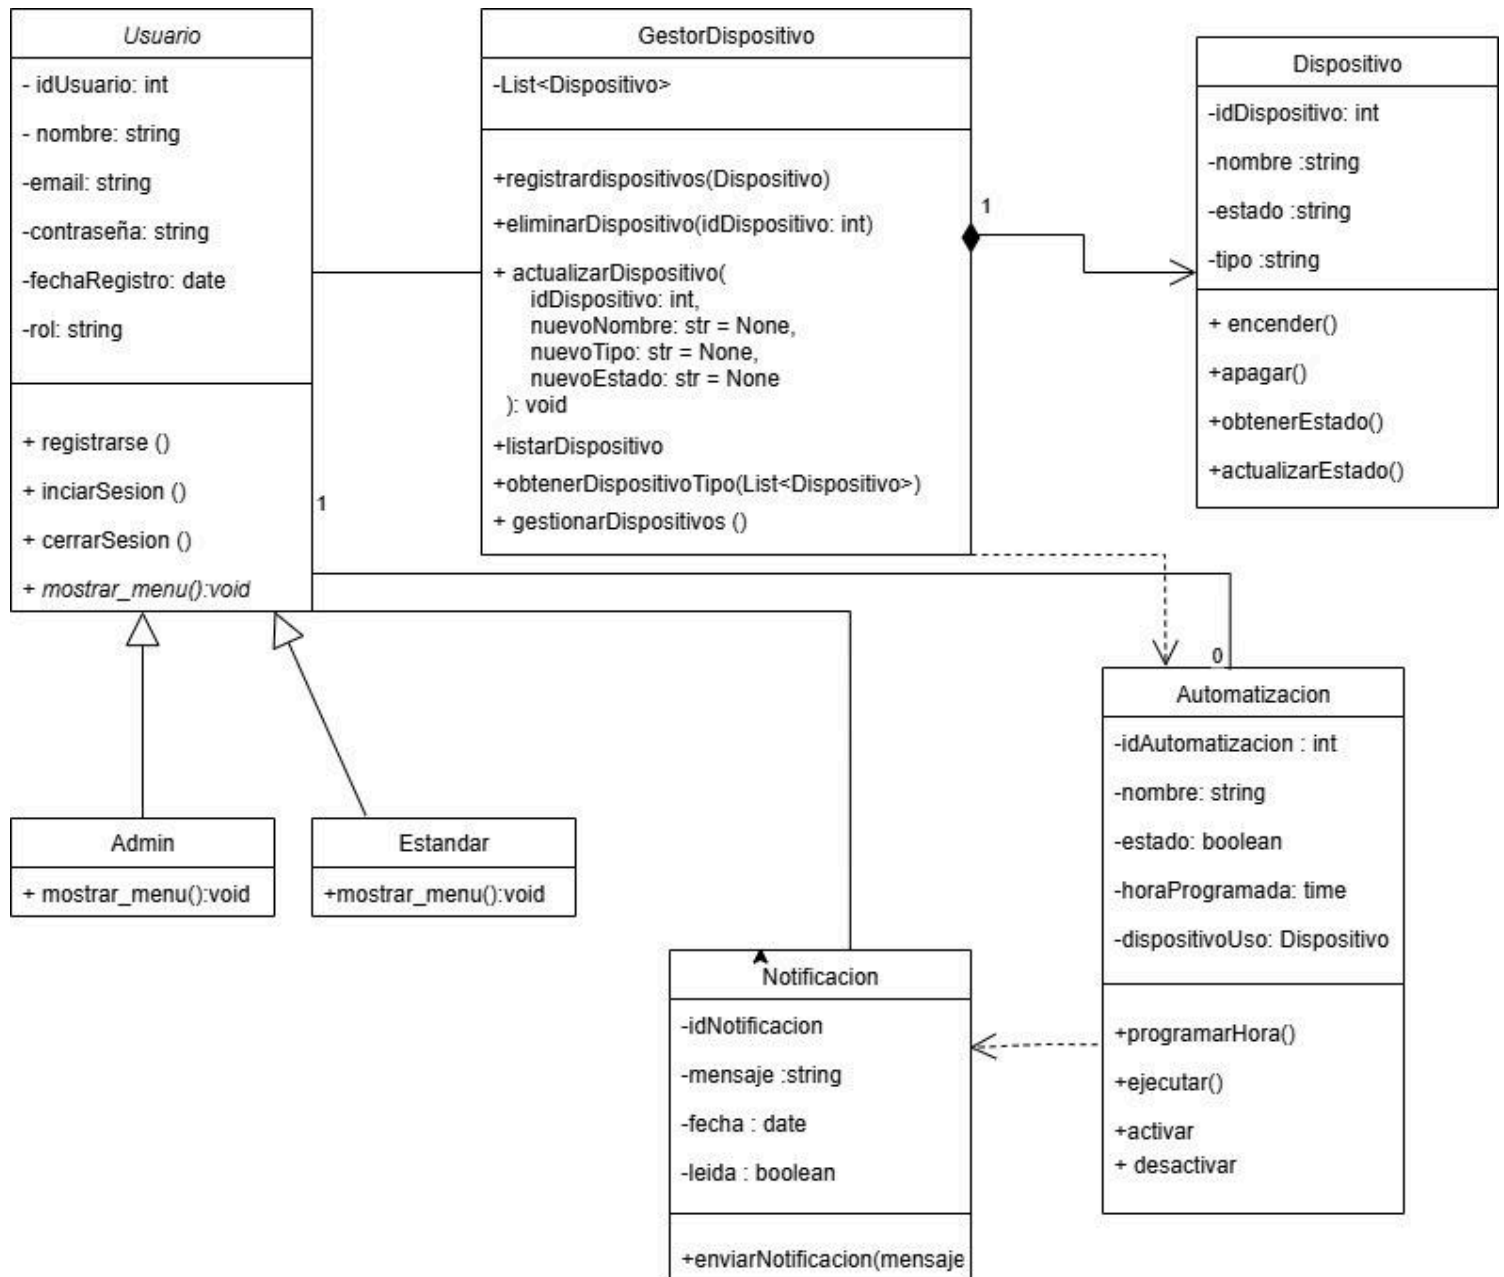 Usuario
- idUsuario: int
- nombre: string
-email: string
-contraseña: string
-fechaRegistro: date
-rol: string
+ registrarse ()
+ inciarSesion ()
+ cerrarSesion ()
+ mostrar_menu():void
1
GestorDispositivo
-List<Dispositivo>
+registrardispositivos(Dispositivo)
+eliminarDispositivo(idDispositivo: int)
+ actualizarDispositivo(
idDispositivo: int,
nuevoNombre: str = None,
nuevoTipo: str = None,
nuevoEstado: str = None
): void
+listarDispositivo
+obtenerDispositivoTipo(List<Dispositivo>)
+ gestionarDispositivos ()
1
Dispositivo
-idDispositivo: int
-nombre :string
-estado :string
-tipo :string
+ encender()
+apagar()
+obtenerEstado()
+actualizarEstado()
0
Automatizacion
-idAutomatizacion : int
-nombre: string
-estado: boolean
-horaProgramada: time
-dispositivoUso: Dispositivo
+programarHora()
+ejecutar()
+activar
+ desactivar
Admin
+ mostrar_menu():void
Estandar
+mostrar_menu():void
Notificacion
-idNotificacion
-mensaje :string
-fecha : date
-leida : boolean
+enviarNotificacion(mensaje